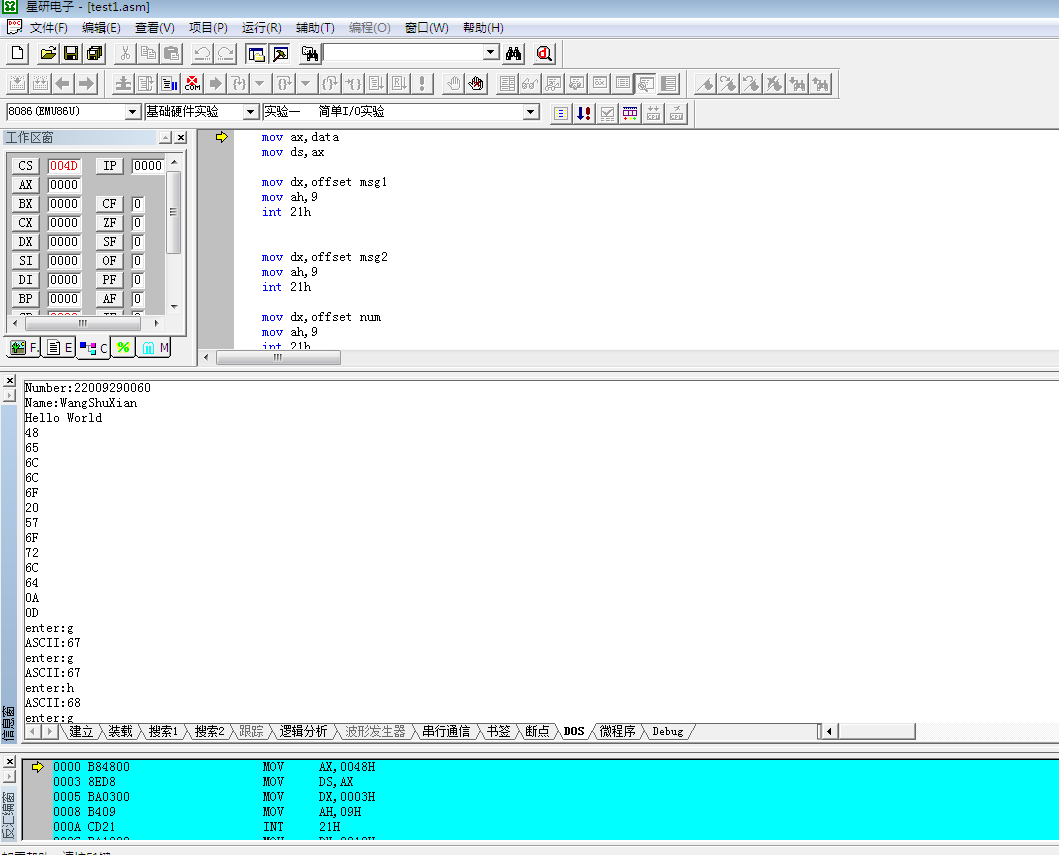 星研电子 - [test1.asm]
文件(F) 编辑(E) 查看(V) 项目(P) 运行(R) 辅助(T) 编程(O) 窗口(W) 帮助(H)
8086(EMU86U) 基础硬件实验 实验一 简单I/O实验
工作区窗
CS 004D IP 0000
AX 0000
BX 0000 CF 0
CX 0000 ZF 0
DX 0000 SF 0
SI 0000 OF 0
DI 0000 PF 0
BP 0000 AF 0
F. E C % M
mov ax,data
mov ds,ax
mov dx,offset msg1
mov ah,9
int 21h
mov dx,offset msg2
mov ah,9
int 21h
mov dx,offset num
mov ah,9
int 21h
Number:22009290060
Name:WangShuXian
Hello World
48
65
6C
6C
6F
20
57
6F
72
6C
64
0A
0D
enter:g
ASCII:67
enter:g
ASCII:67
enter:h
ASCII:68
enter:g
信息窗
建立 装载 搜索1 搜索2 跟踪 逻辑分析 波形发生器 串行通信 书签 断点 DOS 微程序 Debug
0000 B84800 MOV AX,0048H
0003 8ED8 MOV DS,AX
0005 BA0300 MOV DX,0003H
0008 B409 MOV AH,09H
000A CD21 INT 21H
反汇编窗